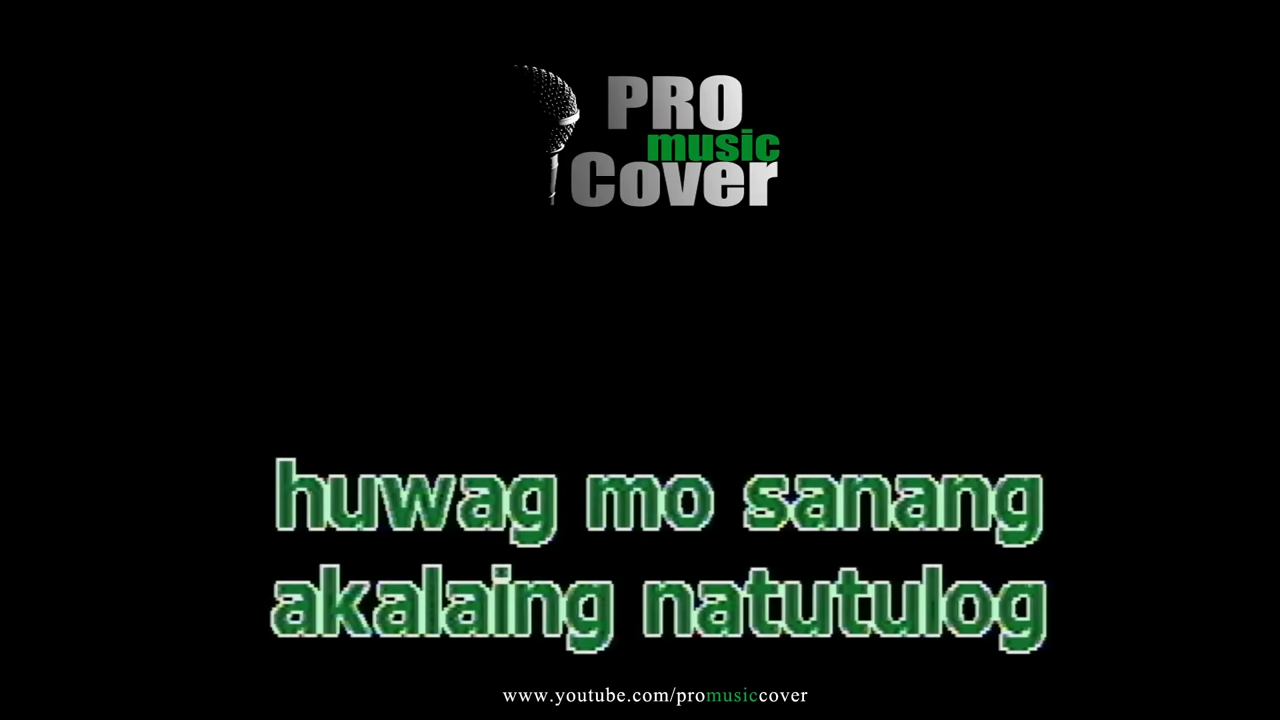 PRO
music
Cover
huwag mo sanang
akalaing natutulog
www.youtube.com/promusiccover